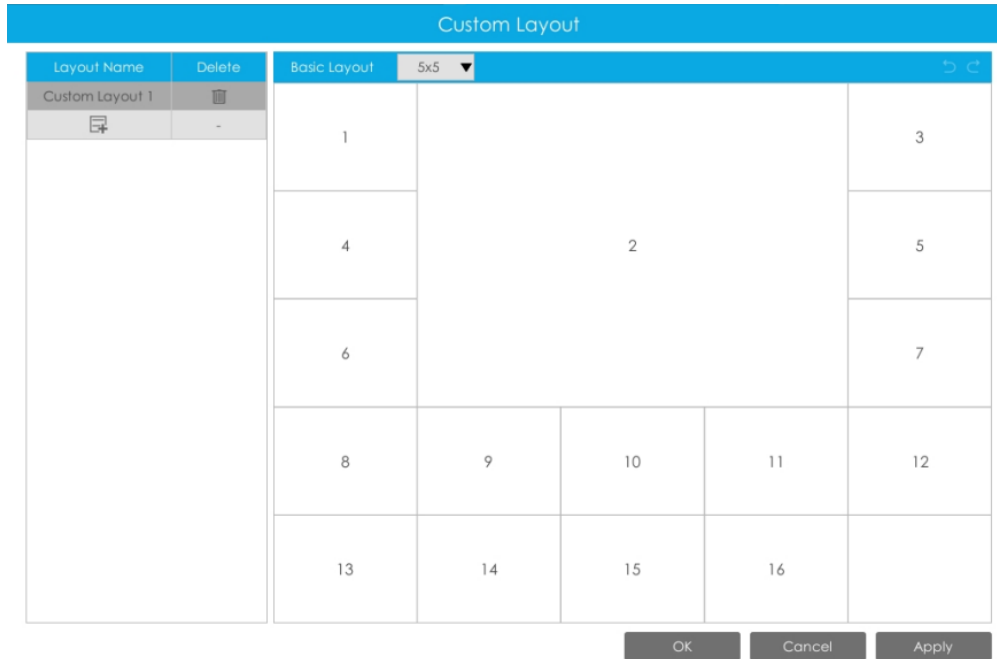 Custom Layout
Layout Name Delete Basic Layout 5x5
Custom Layout 1
-
1 3
4 2 5
6 7
8 9 10 11 12
13 14 15 16
OK Cancel Apply